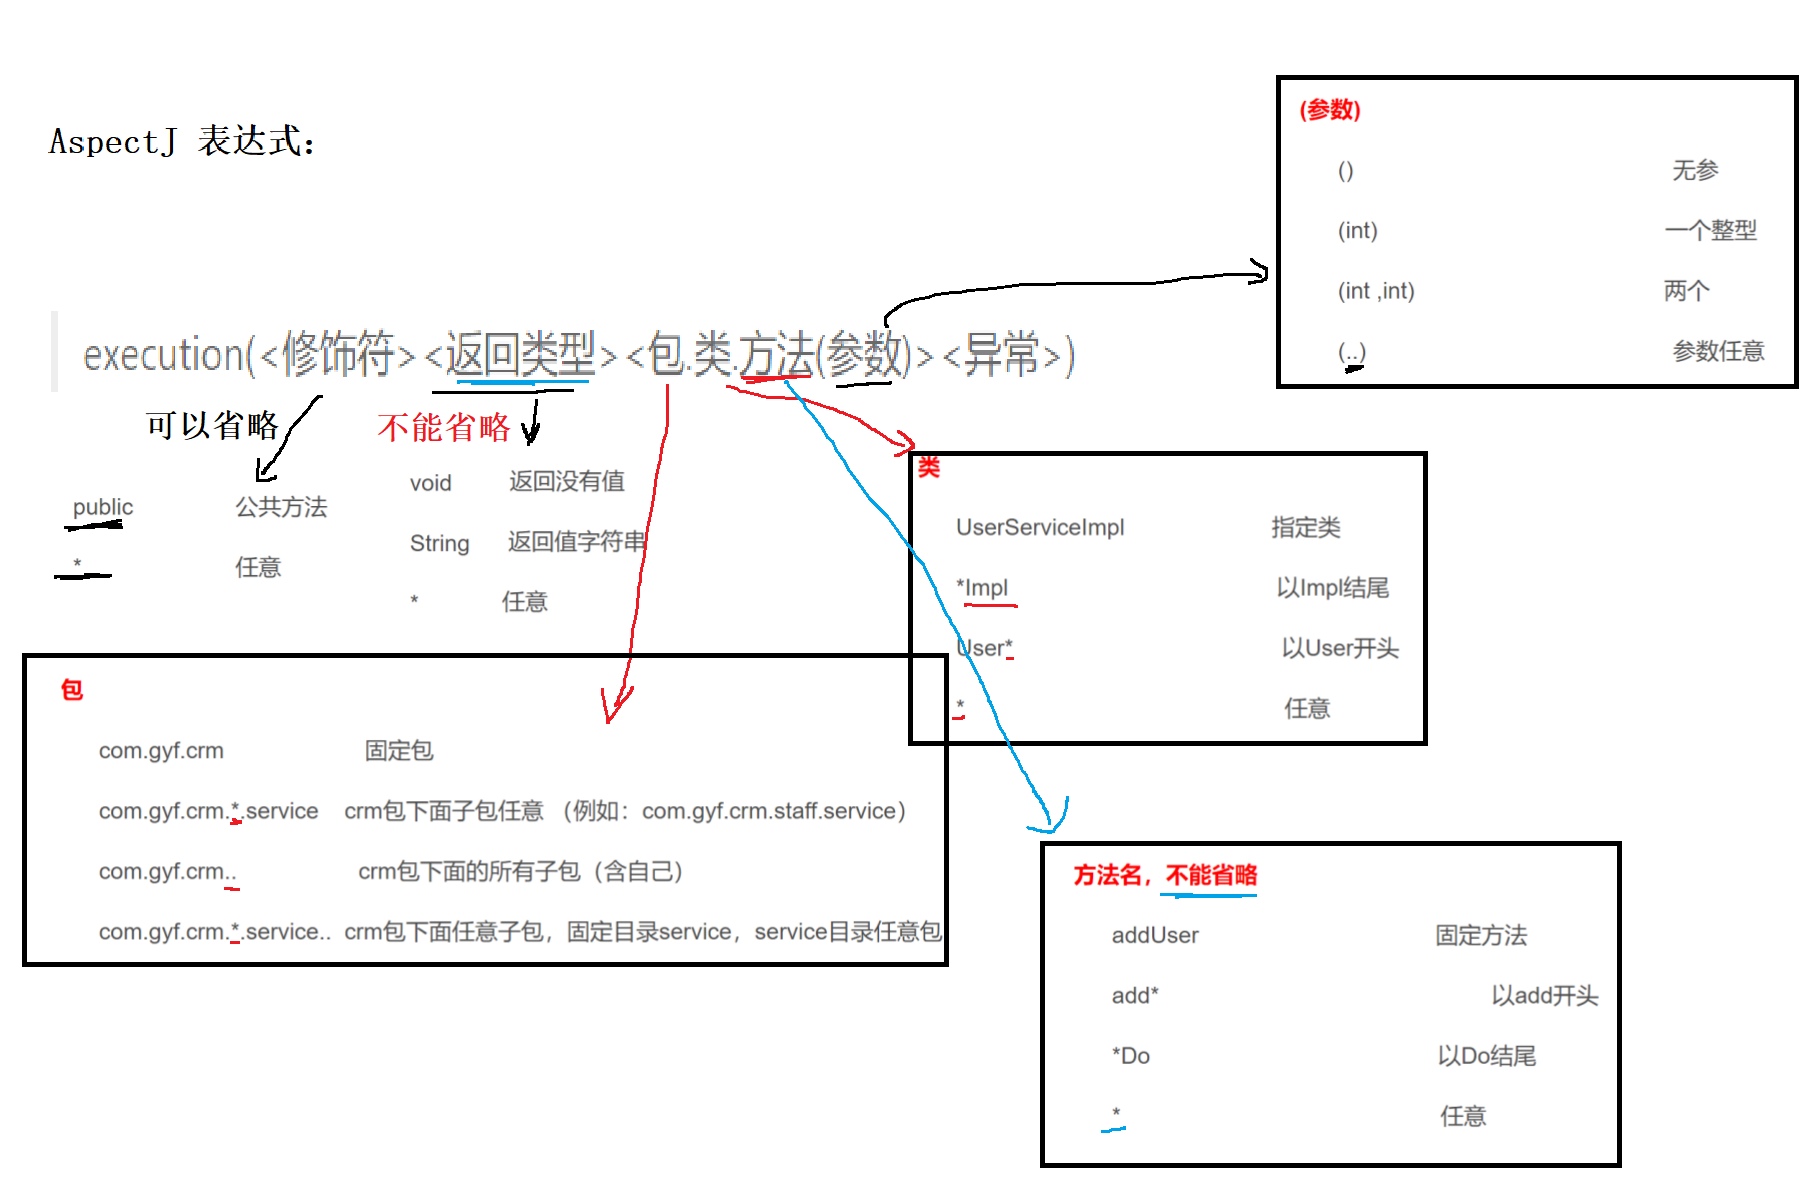 AspectJ 表达式：
execution(<修饰符><返回类型><包.类.方法(参数)><异常>)
可以省略
public 公共方法
* 任意
不能省略
void 返回没有值
String 返回值字符串
* 任意
(参数)
() 无参
(int) 一个整型
(int ,int) 两个
(..) 参数任意
类
UserServiceImpl 指定类
*Impl 以Impl结尾
User* 以User开头
* 任意
包
com.gyf.crm 固定包
com.gyf.crm.*.service crm包下面子包任意 （例如：com.gyf.crm.staff.service）
com.gyf.crm.. crm包下面的所有子包（含自己）
com.gyf.crm.*.service.. crm包下面任意子包，固定目录service，service目录任意包
方法名，不能省略
addUser 固定方法
add* 以add开头
*Do 以Do结尾
* 任意